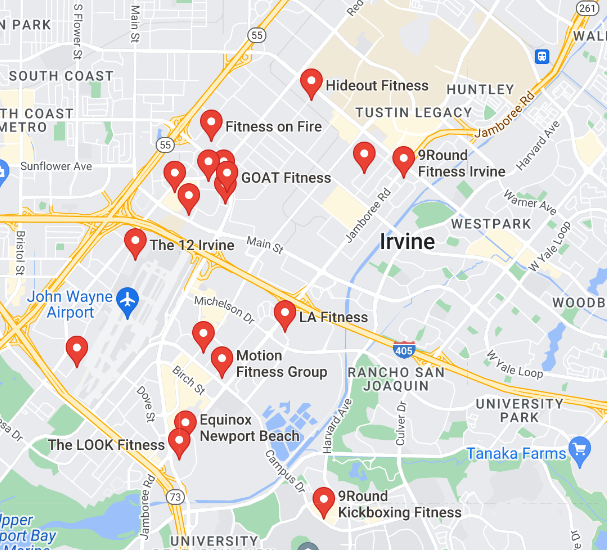 N PARK
S Flower St
Main St
55
261
SOUTH COAST
WAL
Hideout Fitness
HUNTLEY
TH COAST
METRO
TUSTIN LEGACY
Fitness on Fire
Jamboree Rd
55
Harvard Ave
Sunflower Ave
GOAT Fitness
9Round
Fitness Irvine
Warner Ave
Jamboree Rd
WESTPARK
Bristol St
The 12 Irvine
Main St
Irvine
W Yale Loop
John Wayne
Airport
Michelson Dr
WOODB
LA Fitness
405
Motion
Fitness Group
W Yale Loop
RANCHO SAN
JOAQUIN
Birch St
Dove St
UNIVERSITY
PARK
Equinox
Newport Beach
Harvard Ave
Culver Dr
The LOOK Fitness
Tanaka Farms
Campus Dr
73
Jamboree Rd
9Round
Kickboxing Fitness
Upper
port Bay
Marine
UNIVERSITY